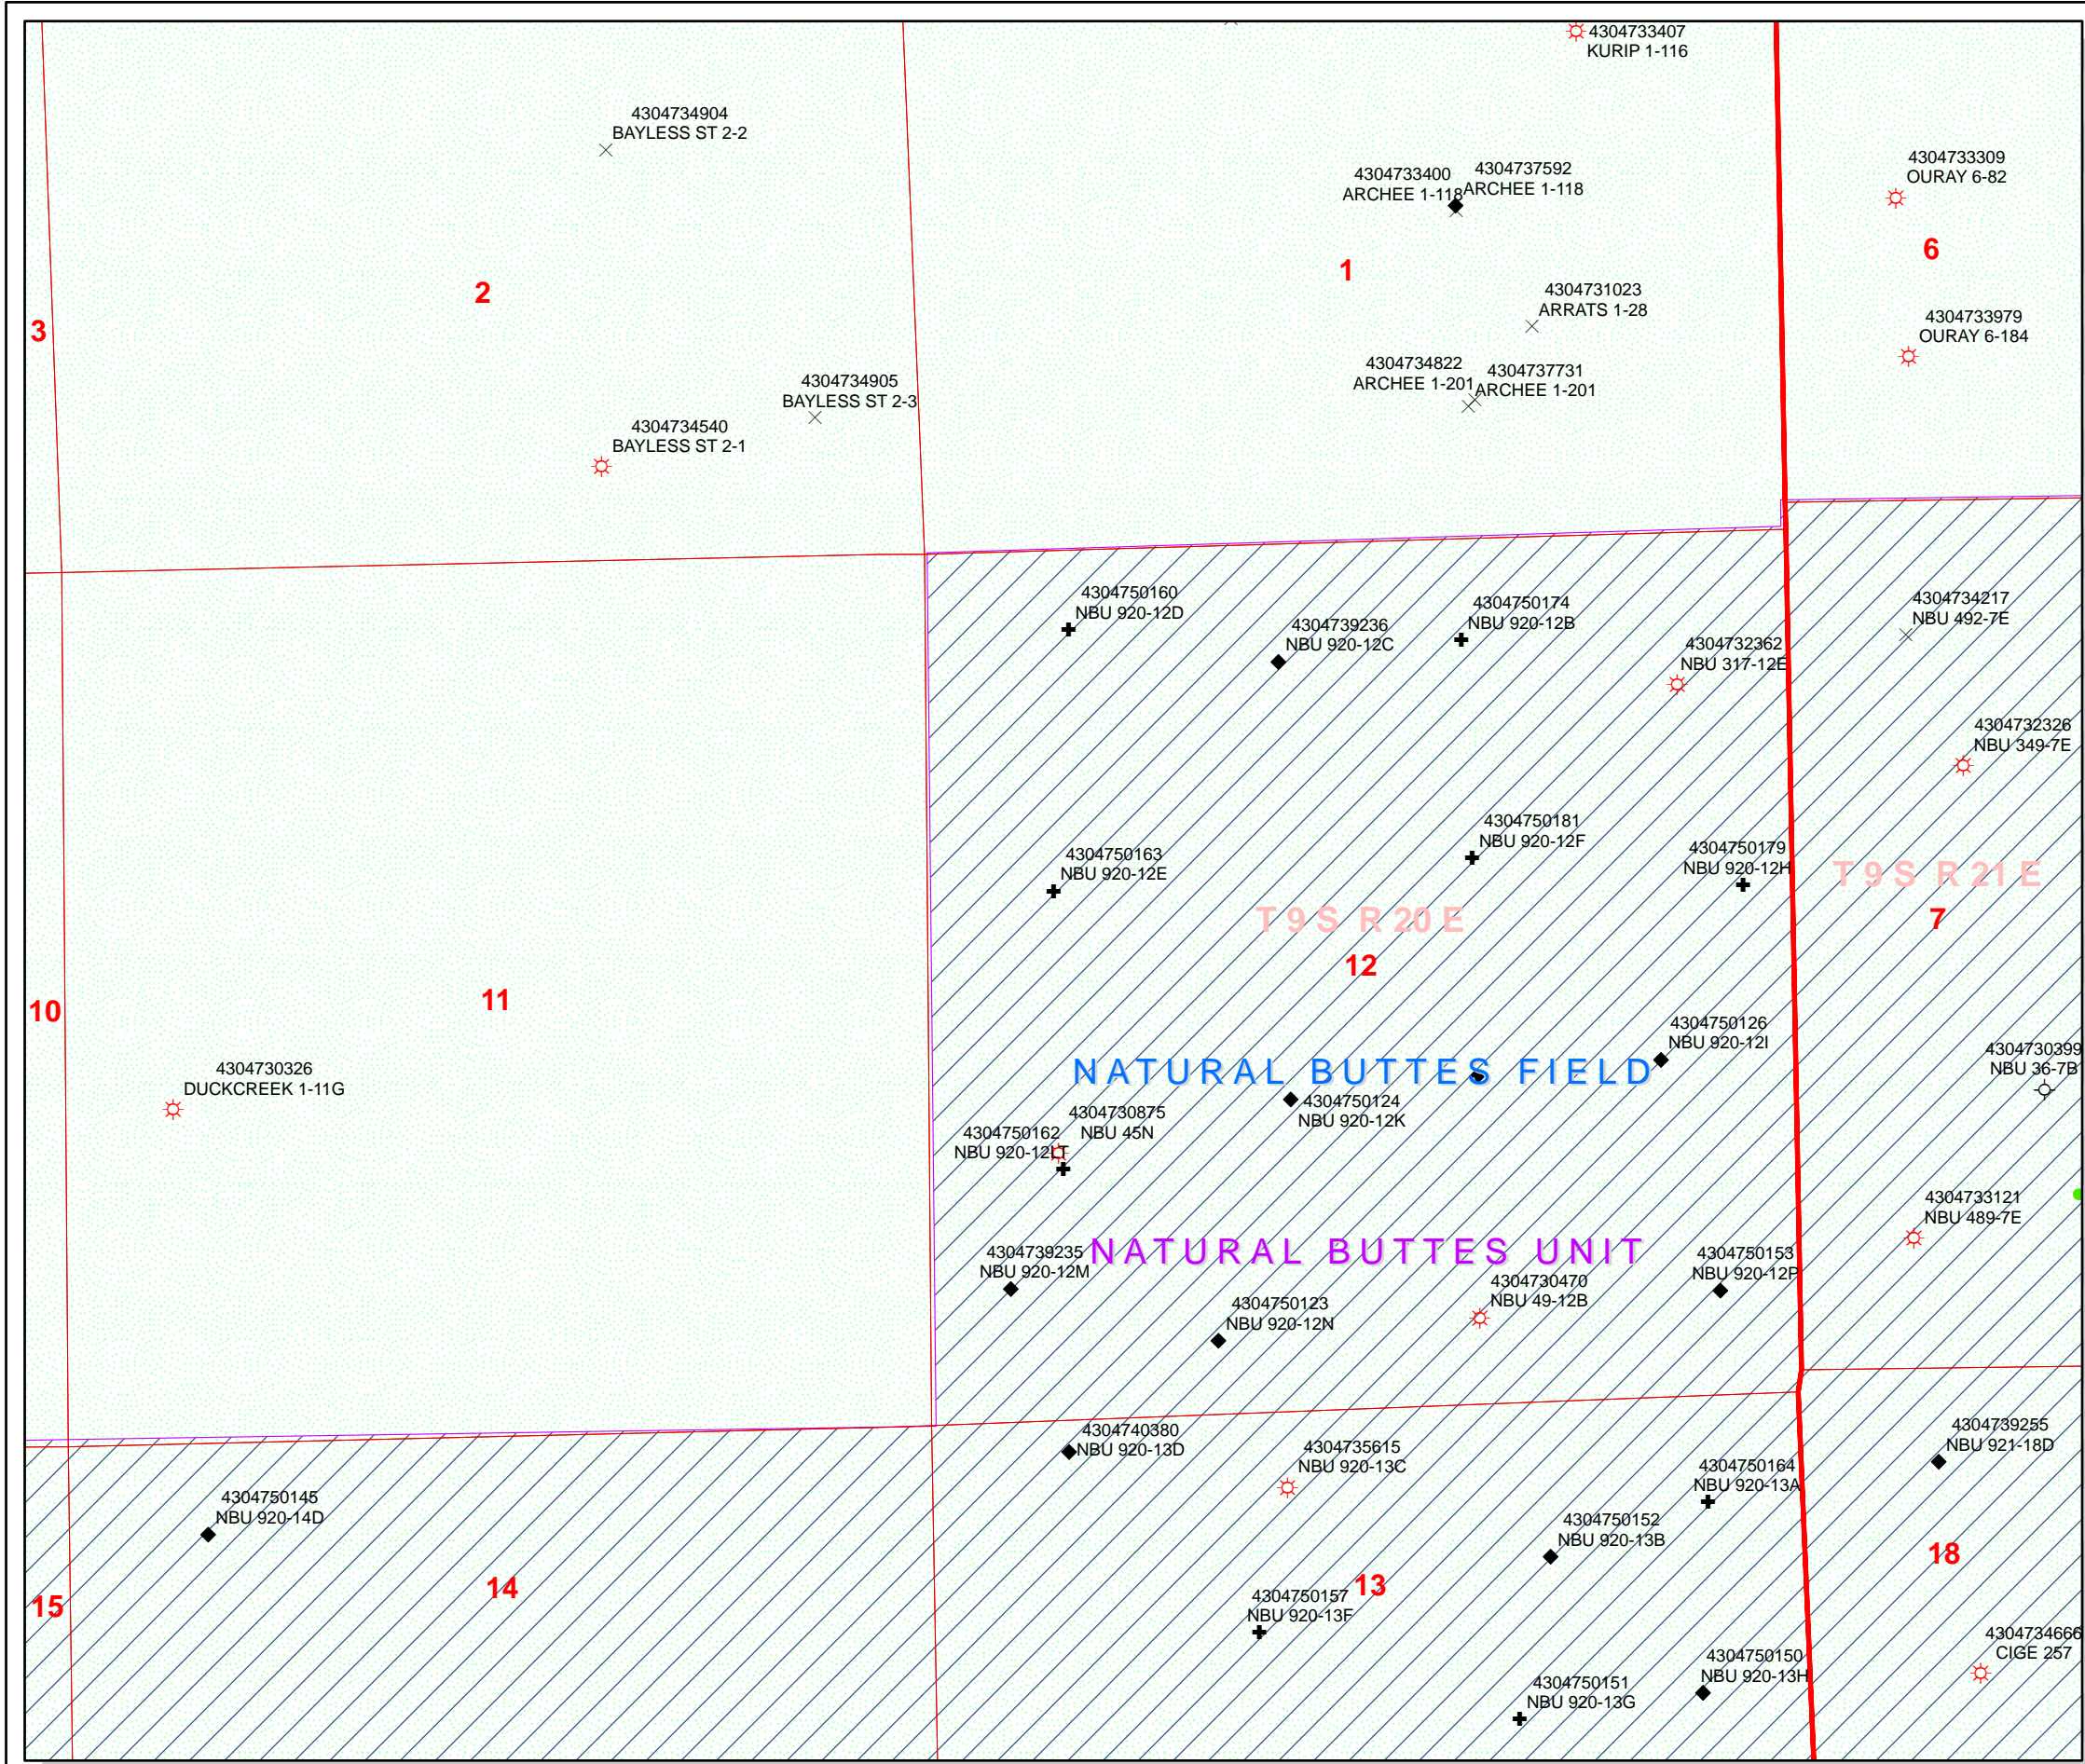 4304733407
KURIP 1-116
4304734904
BAYLESS ST 2-2
4304733400
ARCHEE 1-118
4304737592
ARCHEE 1-118
4304733309
OURAY 6-82
6
1
2
3
4304731023
ARRATS 1-28
4304733979
OURAY 6-184
4304734822
ARCHEE 1-201
4304737731
ARCHEE 1-201
4304734905
BAYLESS ST 2-3
4304734540
BAYLESS ST 2-1
4304750160
NBU 920-12D
4304739236
NBU 920-12C
4304750174
NBU 920-12B
4304732362
NBU 317-12E
4304734217
NBU 492-7E
4304732326
NBU 349-7E
4304750163
NBU 920-12E
4304750181
NBU 920-12F
4304750179
NBU 920-12H
T 9 S R 21 E
7
T 9 S R 20 E
12
11
10
4304750126
NBU 920-12I
4304730399
NBU 36-7B
NATURAL BUTTES FIELD
4304730326
DUCKCREEK 1-11G
4304750124
NBU 920-12K
4304730875
NBU 45N
4304750162
NBU 920-12LT
4304733121
NBU 489-7E
NATURAL BUTTES UNIT
4304739235
NBU 920-12M
4304750153
NBU 920-12P
4304730470
NBU 49-12B
4304750123
NBU 920-12N
4304740380
NBU 920-13D
4304735615
NBU 920-13C
4304739255
NBU 921-18D
4304750164
NBU 920-13A
4304750145
NBU 920-14D
4304750152
NBU 920-13B
18
13
14
15
4304750157
NBU 920-13F
4304734666
CIGE 257
4304750150
NBU 920-13H
4304750151
NBU 920-13G